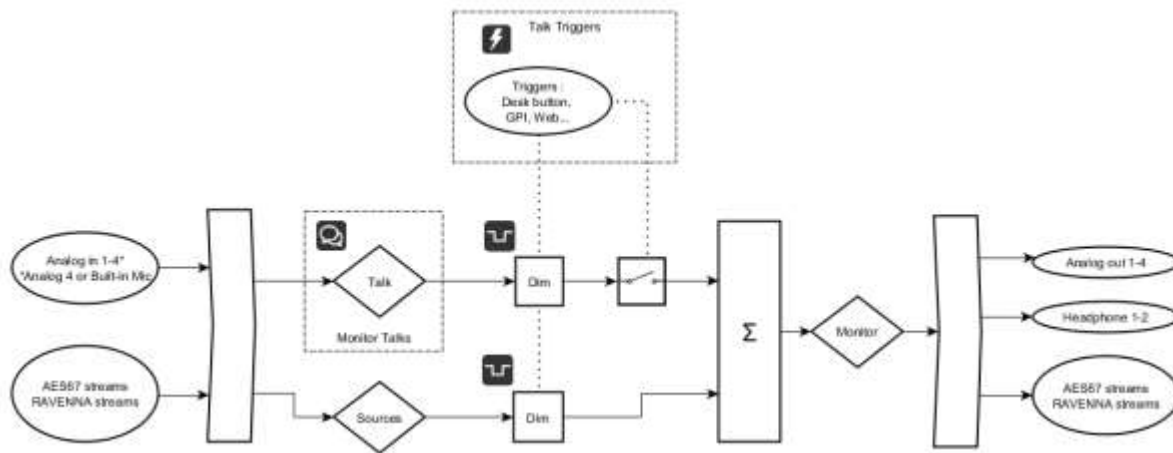 Talk Triggers
Triggers :
Desk button,
GPI, Web...
Analog in 1-4*
*Analog 4 or Built-in Mic
Talk
Dim
Monitor Talks
Σ
Monitor
Analog out 1-4
Headphone 1-2
AES67 streams
RAVENNA streams
Sources
Dim
AES67 streams
RAVENNA streams